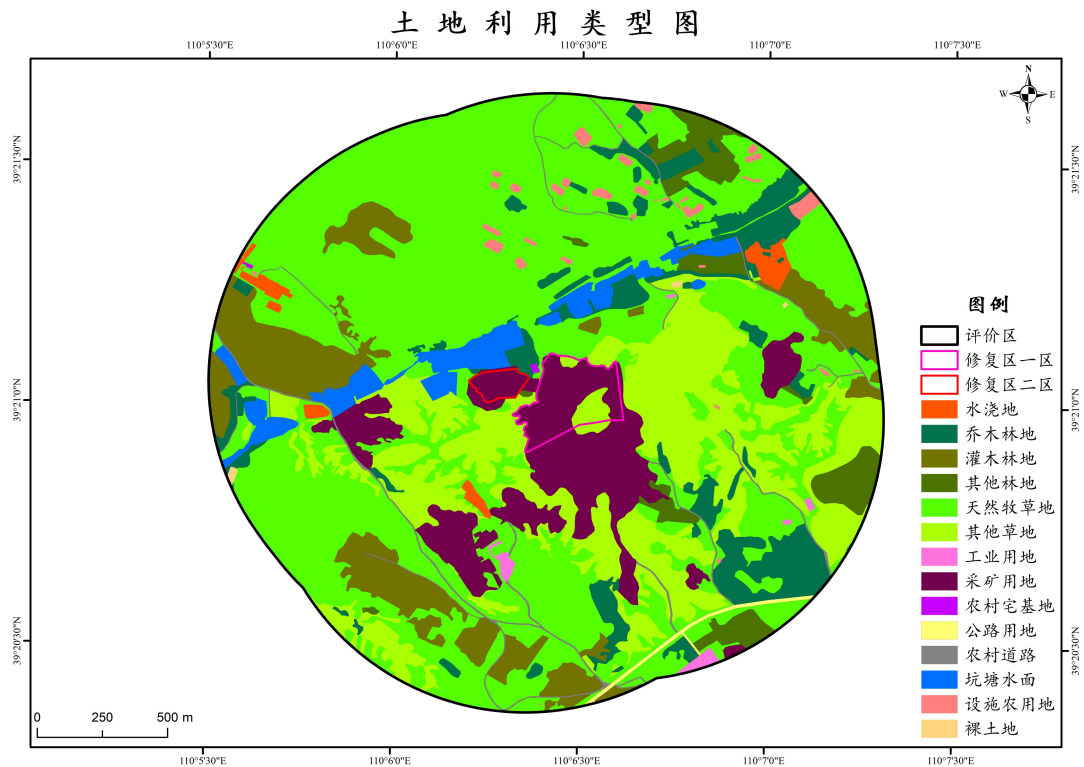 土地利用类型图
110°5'30"E 110°6'0"E 110°6'30"E 110°7'0"E 110°7'30"E
N
W E
S
39°21'30"N
39°21'30"N
39°21'0"N
39°21'0"N
39°20'30"N
39°20'30"N
图例
评价区
修复区一区
修复区二区
水浇地
乔木林地
灌木林地
其他林地
天然牧草地
其他草地
工业用地
采矿用地
农村宅基地
公路用地
农村道路
坑塘水面
设施农用地
裸土地
0 250 500 m
110°5'30"E 110°6'0"E 110°6'30"E 110°7'0"E 110°7'30"E